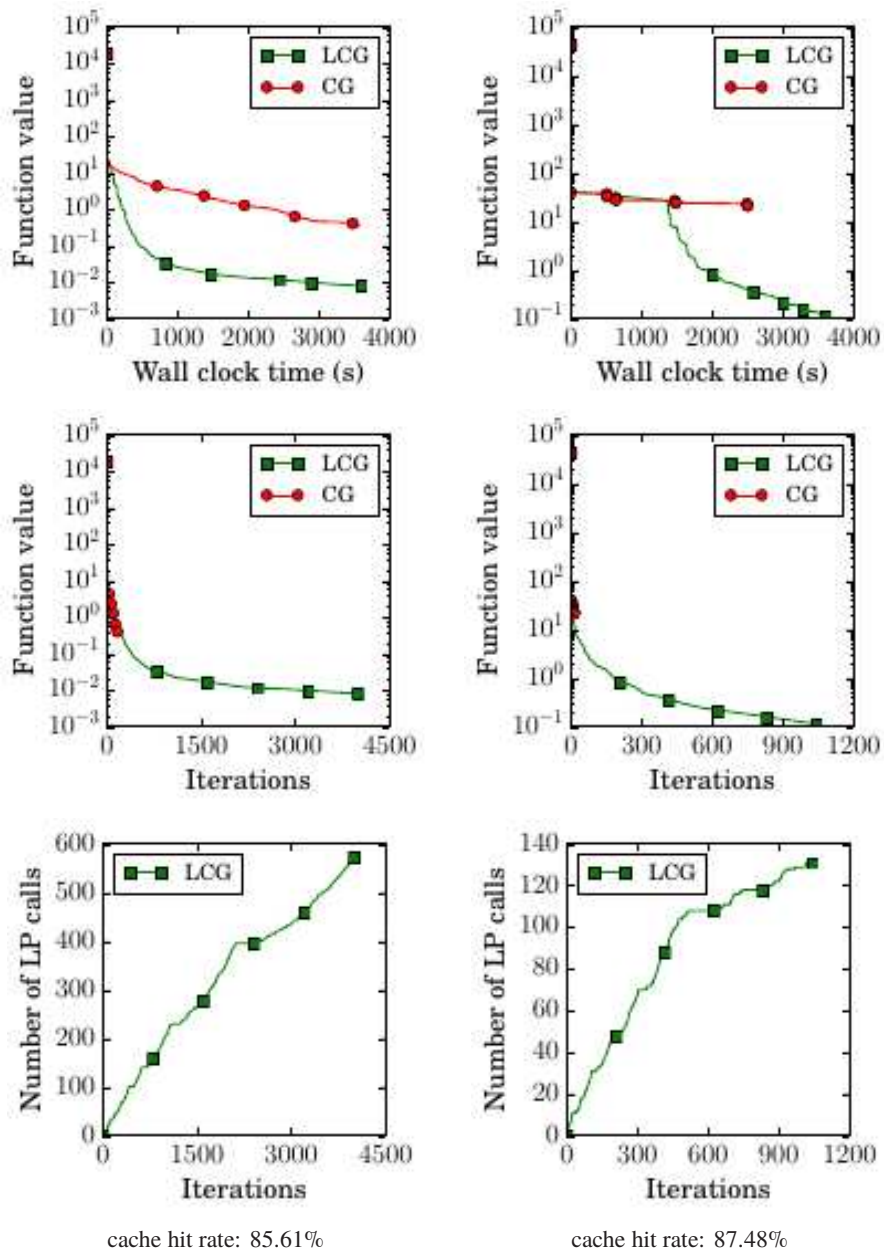 10^5
10^4
10^3
10^2
10^1
10^0
10^-1
10^-2
10^-3
Function value
LCG
CG
0 1000 2000 3000 4000
Wall clock time (s)
10^5
10^4
10^3
10^2
10^1
10^0
10^-1
Function value
LCG
CG
0 1000 2000 3000 4000
Wall clock time (s)
10^5
10^4
10^3
10^2
10^1
10^0
10^-1
10^-2
10^-3
Function value
LCG
CG
0 1500 3000 4500
Iterations
10^5
10^4
10^3
10^2
10^1
10^0
10^-1
Function value
LCG
CG
0 300 600 900 1200
Iterations
600
500
400
300
200
100
0
Number of LP calls
LCG
0 1500 3000 4500
Iterations
140
120
100
80
60
40
20
0
Number of LP calls
LCG
0 300 600 900 1200
Iterations
cache hit rate: 85.61%
cache hit rate: 87.48%